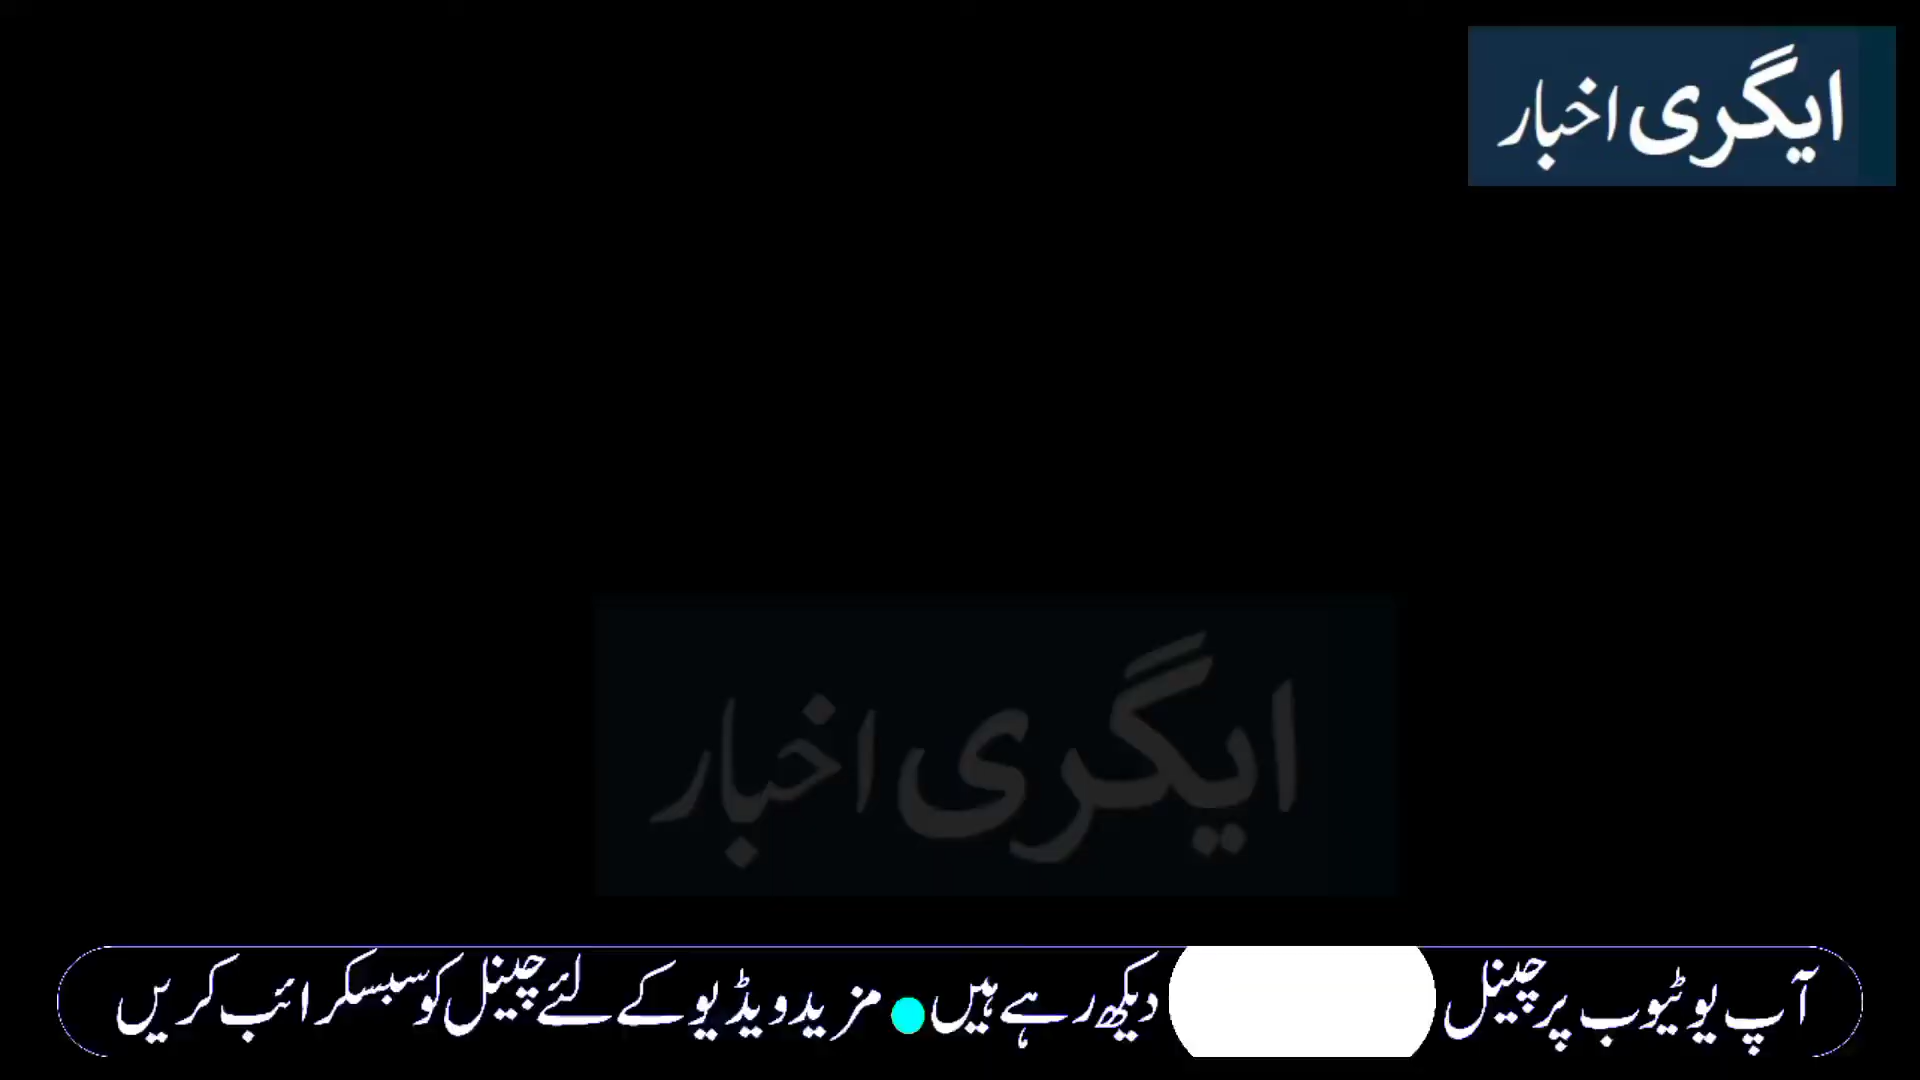 ایگری اخبار
ایگری اخبار
آپ یوٹیوب پر چینل دیکھ رہے ہیں مزید ویڈیو کے لئے چینل کو سبسکرائب کریں